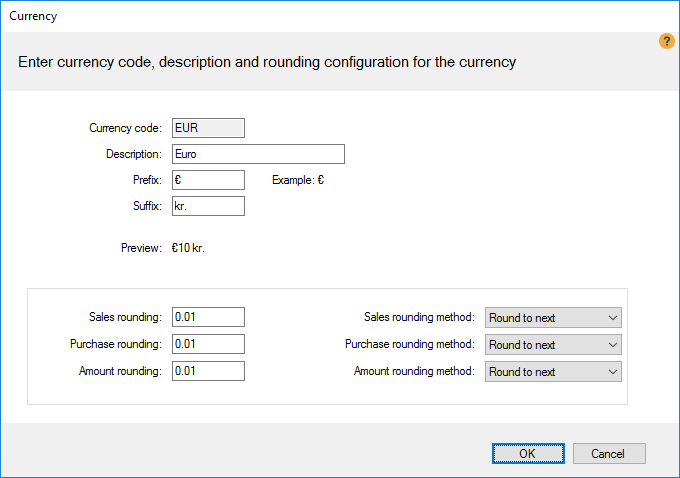 Currency
?
Enter currency code, description and rounding configuration for the currency
Currency code: EUR
Description: Euro
Prefix: € Example: €
Suffix: kr.
Preview: €10 kr.
Sales rounding: 0.01 Sales rounding method: Round to next
Purchase rounding: 0.01 Purchase rounding method: Round to next
Amount rounding: 0.01 Amount rounding method: Round to next
OK Cancel